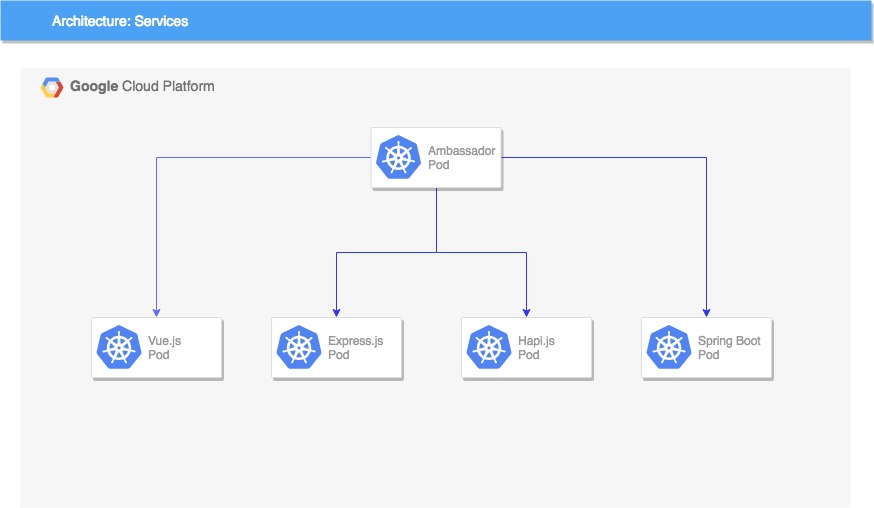 Architecture: Services
Google Cloud Platform
Ambassador
Pod
Vue.js
Pod
Express.js
Pod
Hapi.js
Pod
Spring Boot
Pod